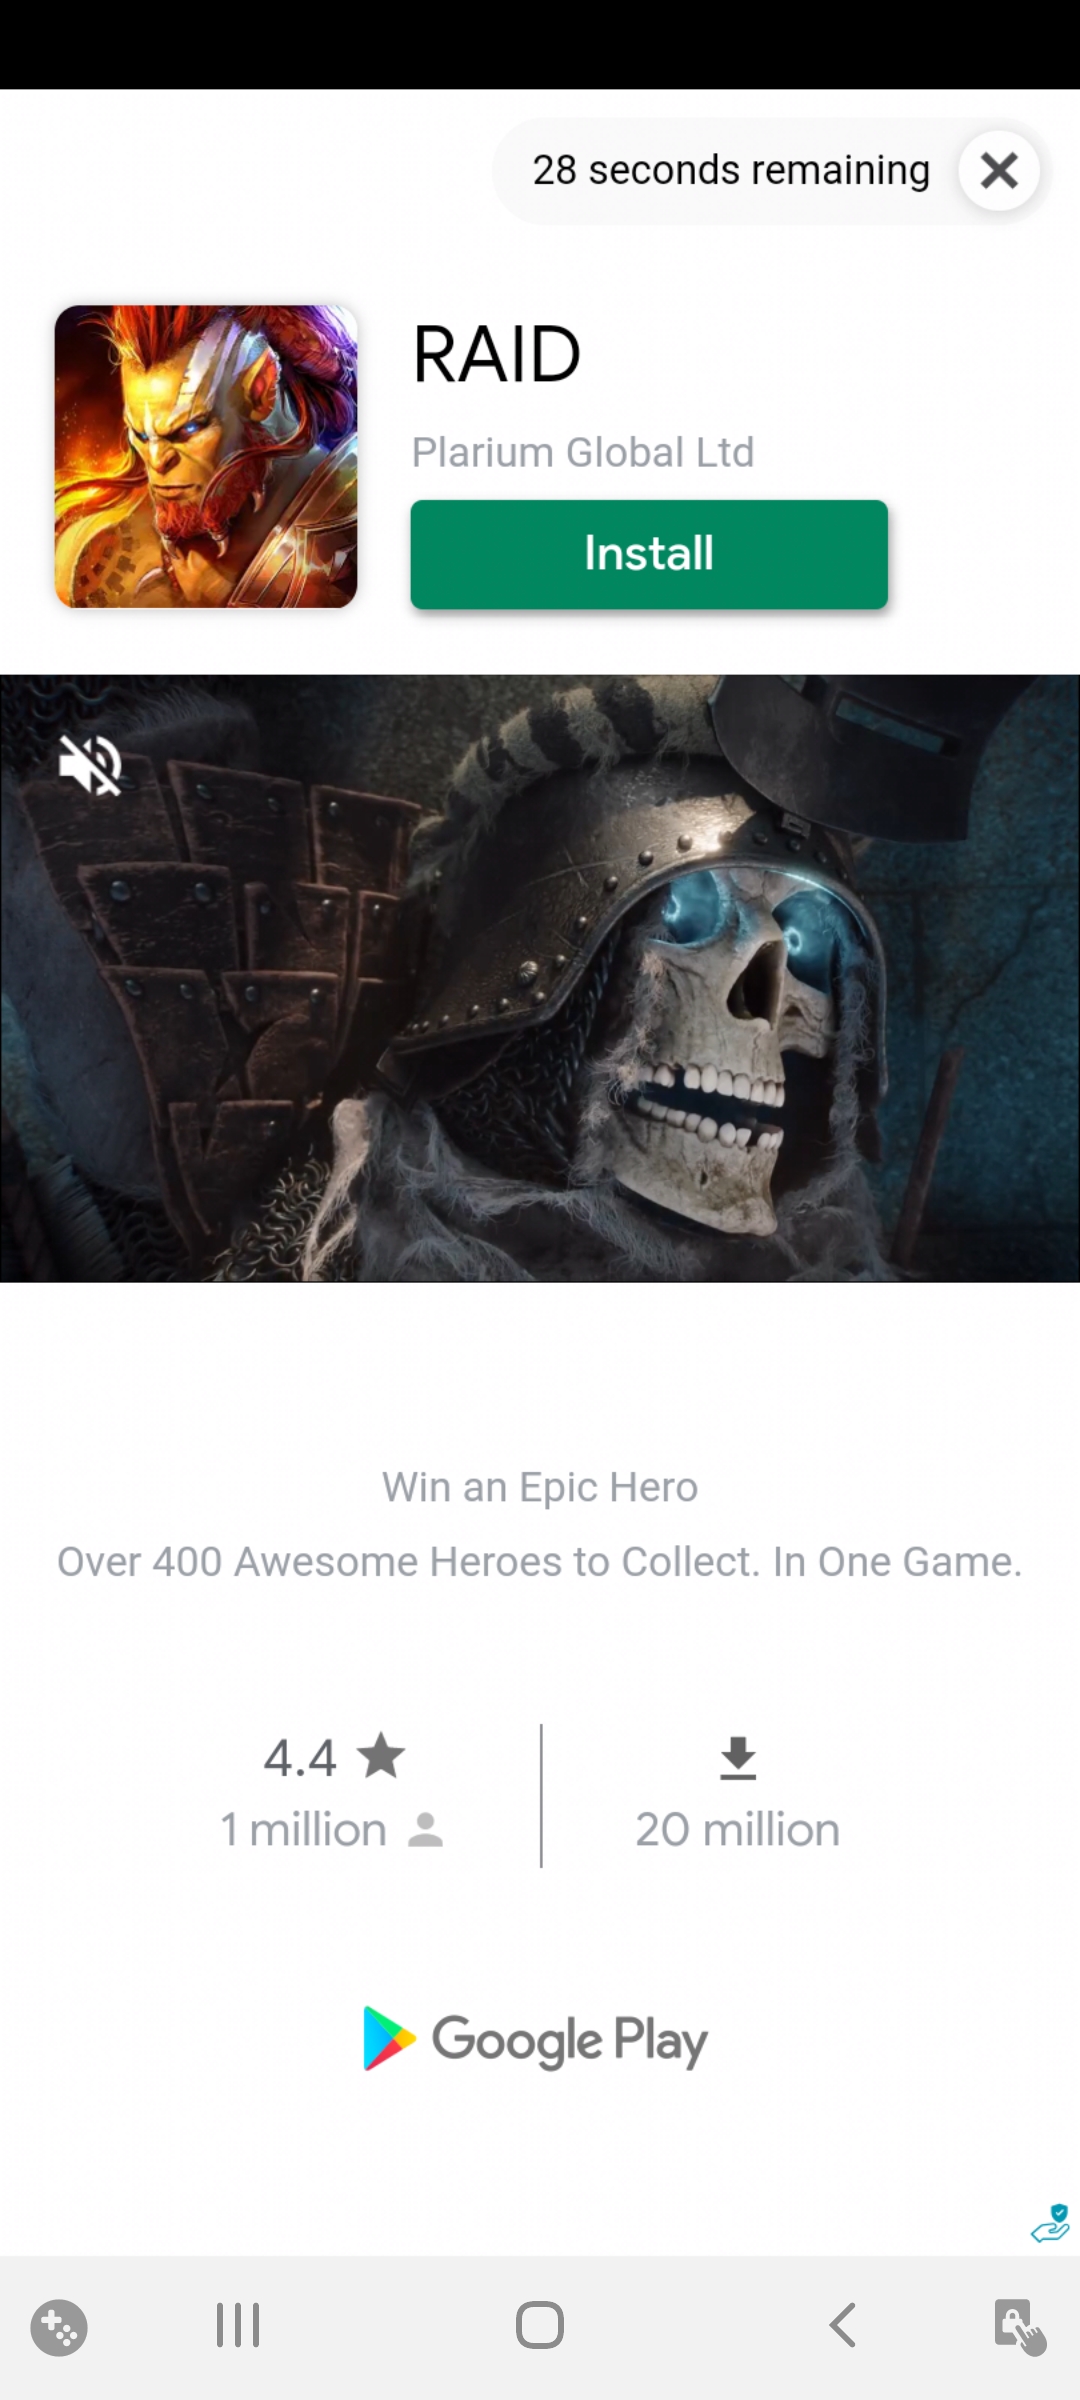 28 seconds remaining
RAID
Plarium Global Ltd
Install
Win an Epic Hero
Over 400 Awesome Heroes to Collect. In One Game.
4.4
1 million
20 million
Google Play